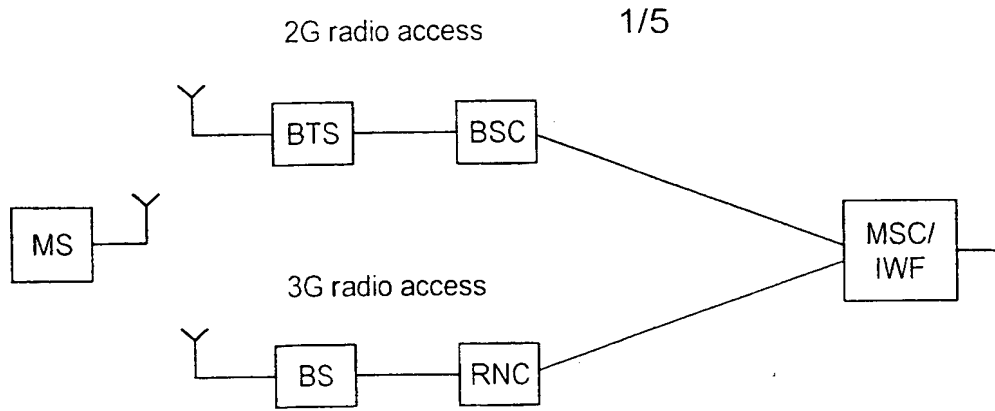 2G radio access
1/5
BTS
BSC
MS
MSC/
IWF
3G radio access
BS
RNC